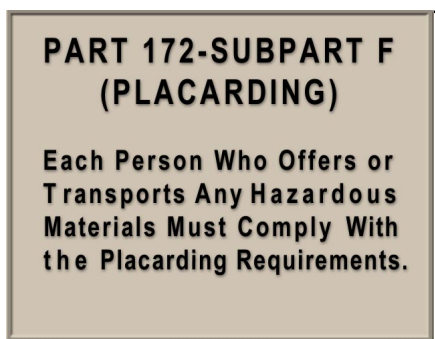 PART 172-SUBPART F
(PLACARDING)
Each Person Who Offers or
Transports Any Hazardous
Materials Must Comply With
the Placarding Requirements.